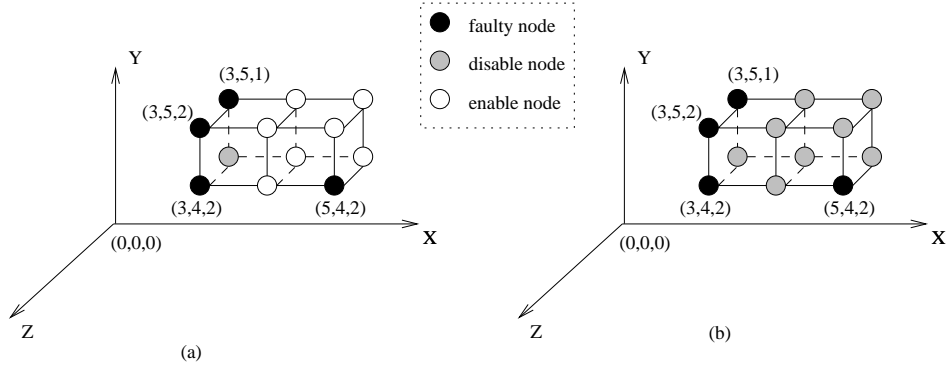 faulty node
disable node
enable node
Y
(3,5,1)
(3,5,2)
(3,4,2)
(5,4,2)
(0,0,0)
X
Z
(a)
Y
(3,5,1)
(3,5,2)
(3,4,2)
(5,4,2)
(0,0,0)
X
Z
(b)